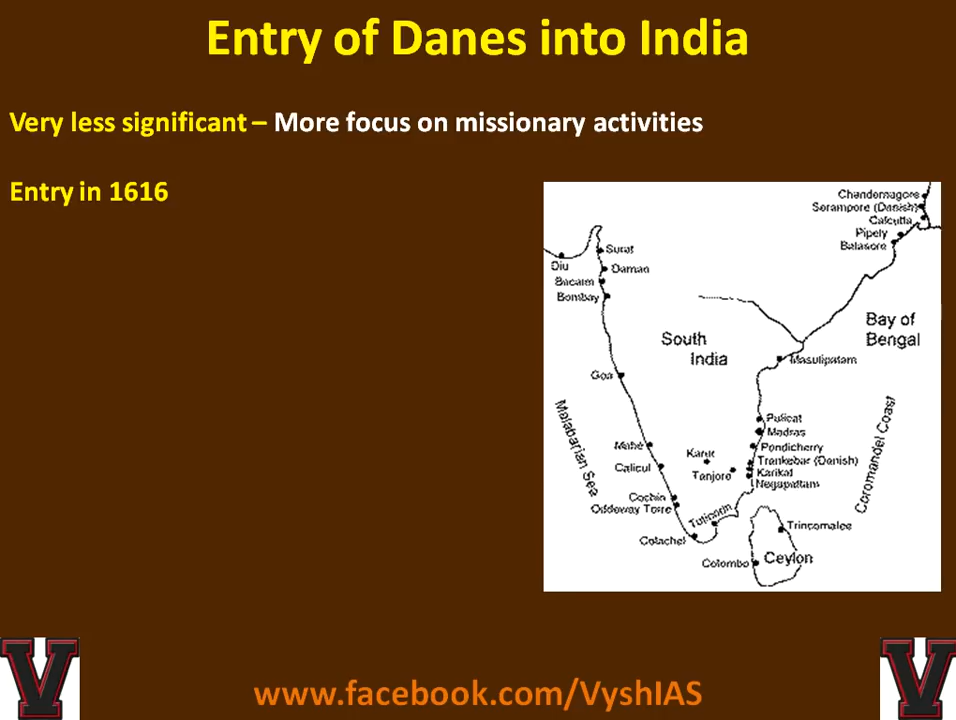 Entry of Danes into India
Very less significant – More focus on missionary activities
Entry in 1616
Chandernagore
Serampore (Danish)
Calcutta
Pipely
Balasore
Surat
Diu
Daman
Bombay
Bay of
Bengal
South
India
Masulipatam
Goa
Malabarian Sea
Coromandel Coast
Pulicat
Madras
Mahé
Pondicherry
Karur
Trankebar (Danish)
Calicut
Tanjore
Karikal
Negapattam
Cochin
Oddeway Torre
Tuticorin
Trincomalee
Colachel
Colombo
Ceylon
V
V
www.facebook.com/VyshIAS